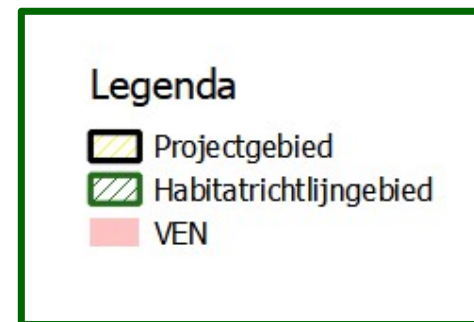 Legenda
Projectgebied
Habitatrichtlijngebied
VEN